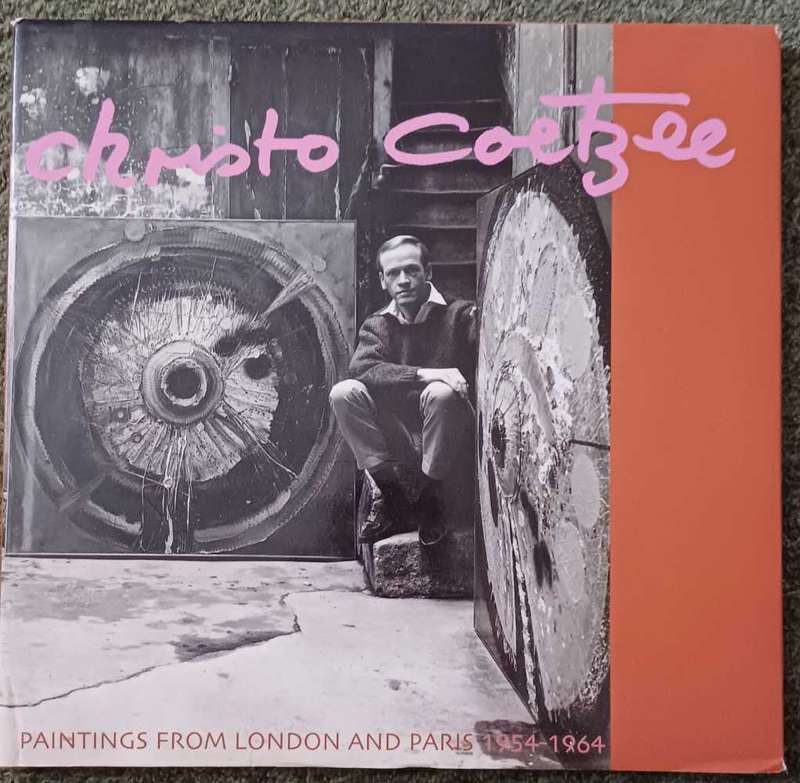 Christo Coetzee
PAINTINGS FROM LONDON AND PARIS 1954-1964